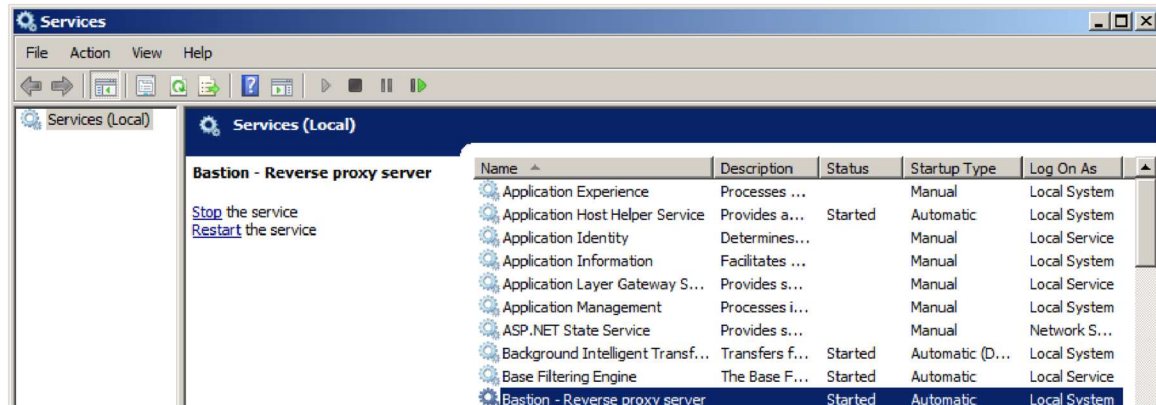 Services
File Action View Help
Services (Local)
Services (Local)
Bastion - Reverse proxy server
Stop the service
Restart the service
Name Description Status Startup Type Log On As
Application Experience Processes ... Manual Local System
Application Host Helper Service Provides a... Started Automatic Local System
Application Identity Determines... Manual Local Service
Application Information Facilitates ... Manual Local System
Application Layer Gateway S... Provides s... Manual Local Service
Application Management Processes i... Manual Local System
ASP.NET State Service Provides s... Manual Network S...
Background Intelligent Transf... Transfers f... Started Automatic (D... Local System
Base Filtering Engine The Base F... Started Automatic Local Service
Bastion - Reverse proxy server Started Automatic Local System